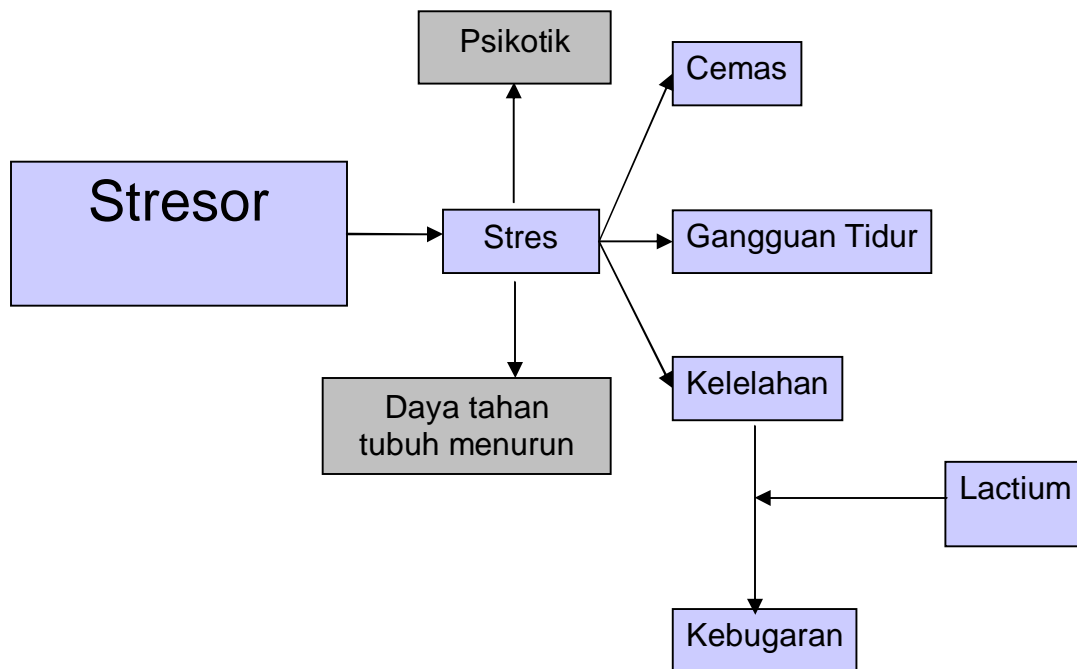 Psikotik
Cemas
Stresor
Stres
Gangguan Tidur
Daya tahan
tubuh menurun
Kelelahan
Lactium
Kebugaran